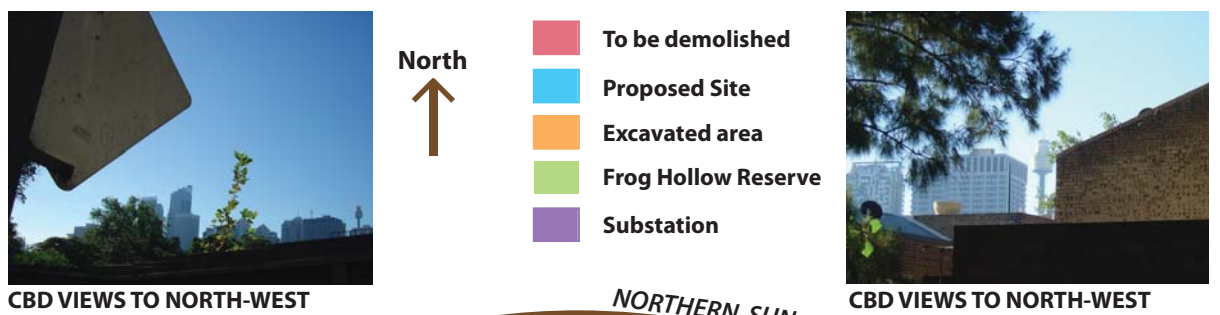 North
To be demolished
Proposed Site
Excavated area
Frog Hollow Reserve
Substation
CBD VIEWS TO NORTH-WEST
CBD VIEWS TO NORTH-WEST
NORTHERN SUN